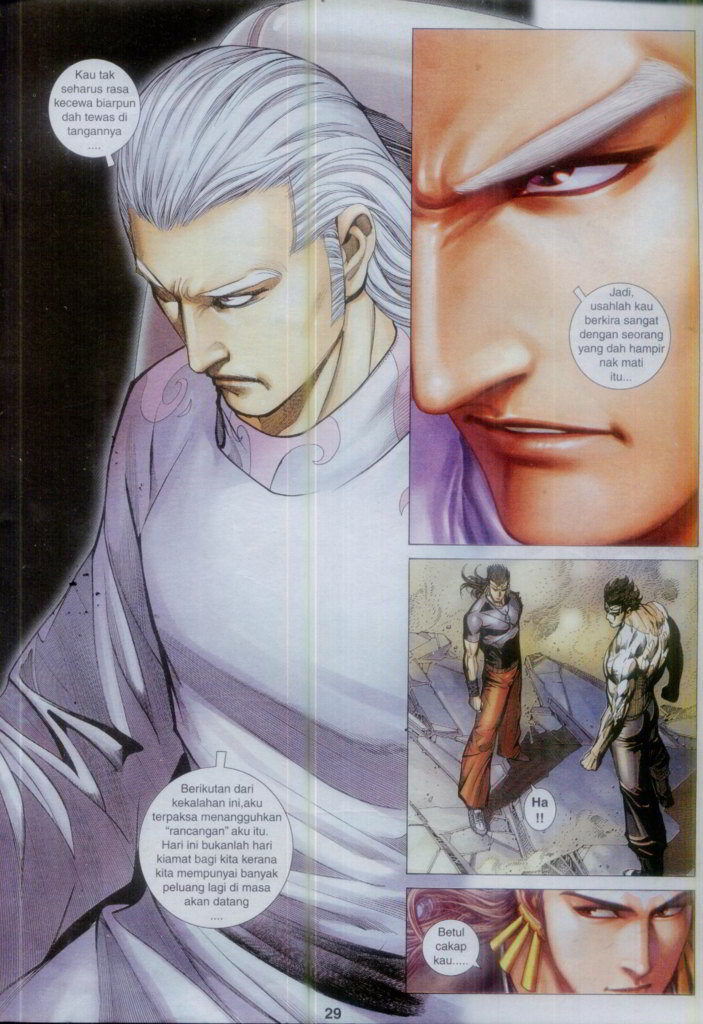 Kau tak
seharus rasa
kecewa biarpun
dah tewas di
tangannya
....
Jadi,
usahlah kau
berkira sangat
dengan seorang
yang dah hampir
nak mati
itu...
Berikutan dari
kekalahan ini,aku
terpaksa menangguhkan
"rancangan" aku itu.
Hari ini bukanlah hari
kiamat bagi kita kerana
kita mempunyai banyak
peluang lagi di masa
akan datang
....
Ha
!!
Betul
cakap
kau.....
29